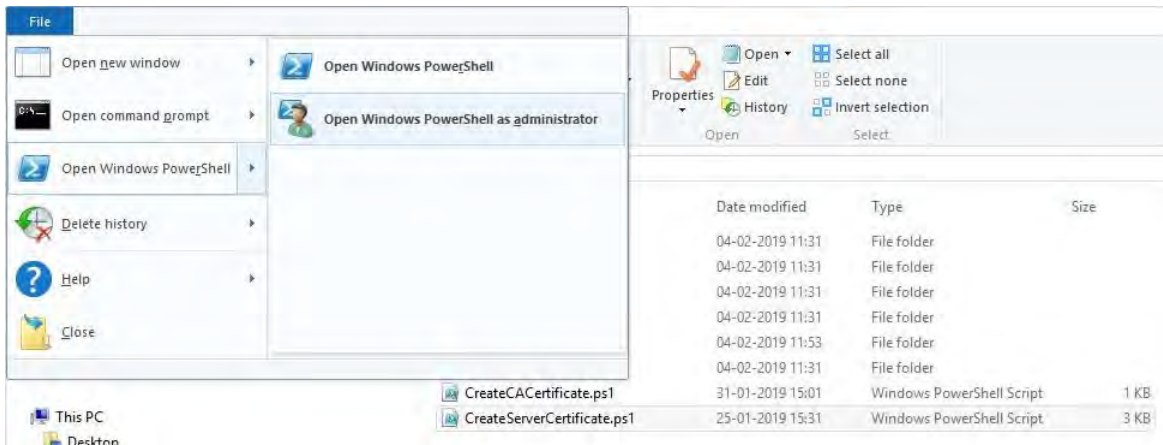 File
Open new window
Open command prompt
Open Windows PowerShell
Delete history
Help
Close
Open Windows PowerShell
Open Windows PowerShell as administrator
Properties
Open
Edit
History
Open
Select all
Select none
Invert selection
Select
Date modified Type Size
04-02-2019 11:31 File folder
04-02-2019 11:31 File folder
04-02-2019 11:31 File folder
04-02-2019 11:31 File folder
04-02-2019 11:53 File folder
04-02-2019 11:31 File folder
CreateCACertificate.ps1 31-01-2019 15:01 Windows PowerShell Script 1 KB
CreateServerCertificate.ps1 25-01-2019 15:31 Windows PowerShell Script 3 KB
This PC
Desktop